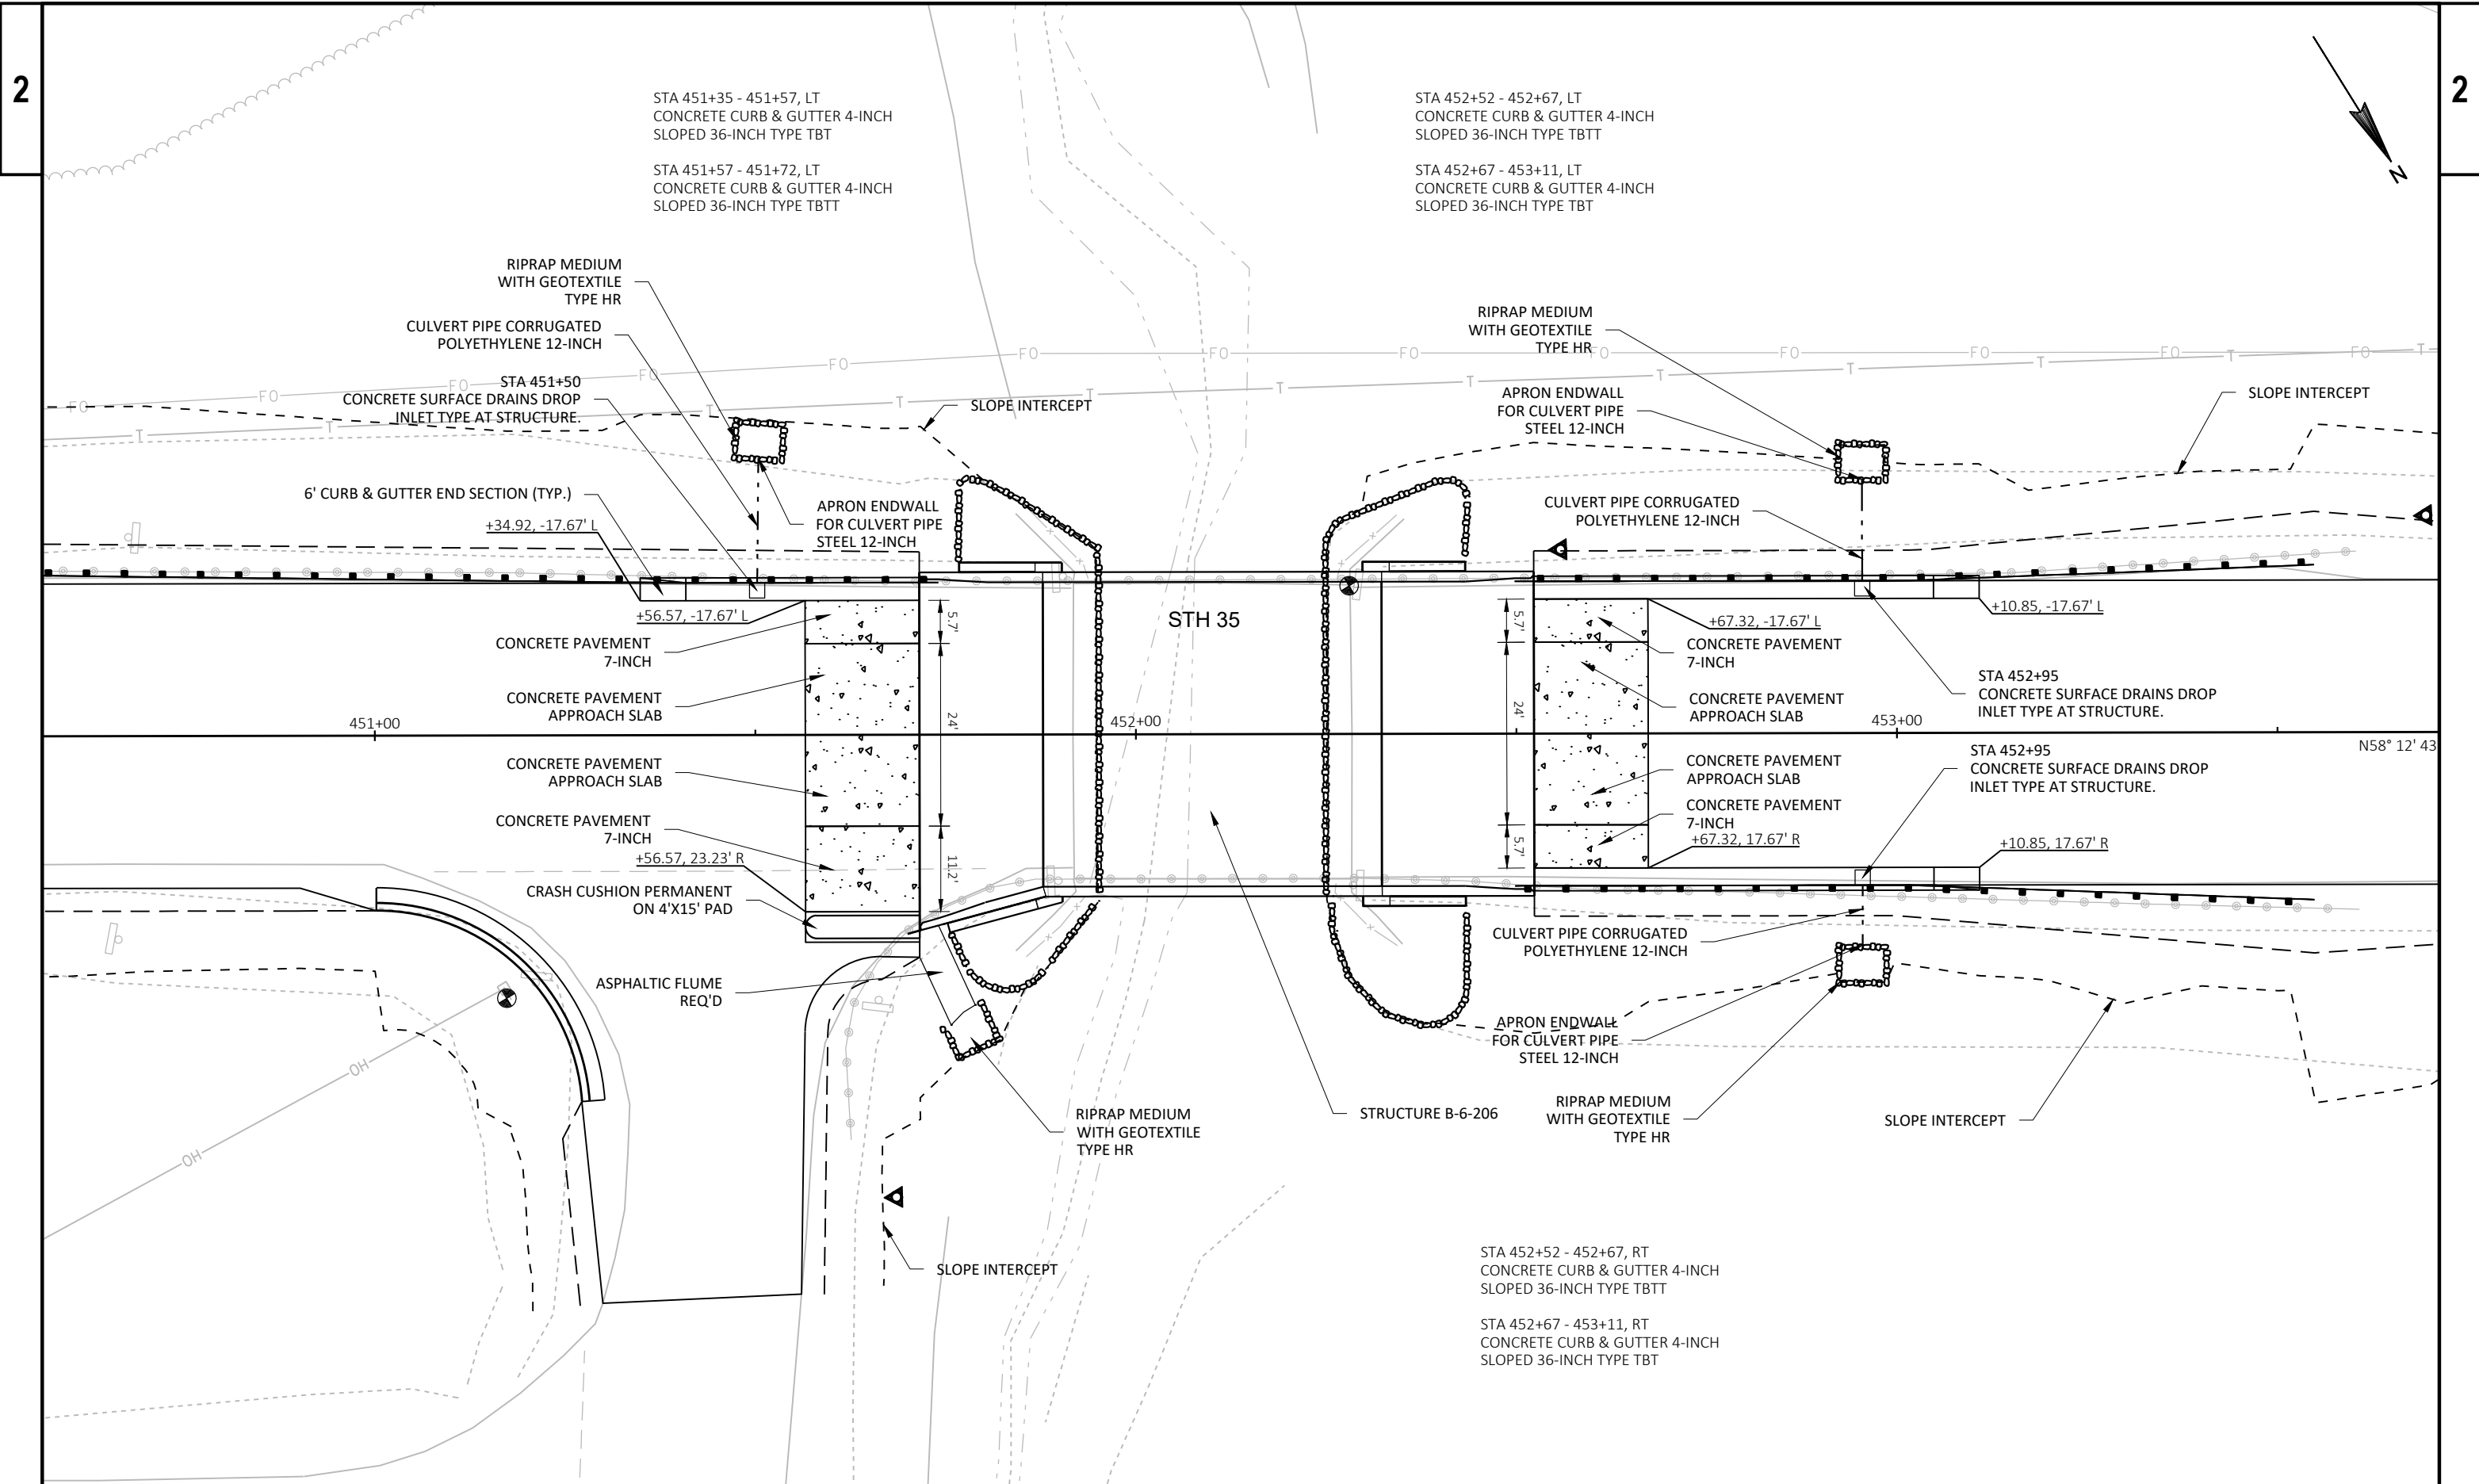 2
2
N
STA 451+35 - 451+57, LT
CONCRETE CURB & GUTTER 4-INCH
SLOPED 36-INCH TYPE TBT
STA 451+57 - 451+72, LT
CONCRETE CURB & GUTTER 4-INCH
SLOPED 36-INCH TYPE TBTT
STA 452+52 - 452+67, LT
CONCRETE CURB & GUTTER 4-INCH
SLOPED 36-INCH TYPE TBTT
STA 452+67 - 453+11, LT
CONCRETE CURB & GUTTER 4-INCH
SLOPED 36-INCH TYPE TBT
RIPRAP MEDIUM
WITH GEOTEXTILE
TYPE HR
CULVERT PIPE CORRUGATED
POLYETHYLENE 12-INCH
STA 451+50
CONCRETE SURFACE DRAINS DROP
INLET TYPE AT STRUCTURE.
6' CURB & GUTTER END SECTION (TYP.)
+34.92, -17.67' L
SLOPE INTERCEPT
APRON ENDWALL
FOR CULVERT PIPE
STEEL 12-INCH
RIPRAP MEDIUM
WITH GEOTEXTILE
TYPE HR
APRON ENDWALL
FOR CULVERT PIPE
STEEL 12-INCH
CULVERT PIPE CORRUGATED
POLYETHYLENE 12-INCH
SLOPE INTERCEPT
FO
FO
FO
FO
FO
FO
FO
FO
FO
FO
FO
FO
FO
T
T
T
T
T
T
T
T
T
T
T
T
T
+56.57, -17.67' L
CONCRETE PAVEMENT
7-INCH
CONCRETE PAVEMENT
APPROACH SLAB
451+00
5.7'
24'
11.2'
STH 35
452+00
5.7'
24'
5.7'
+67.32, -17.67' L
CONCRETE PAVEMENT
7-INCH
CONCRETE PAVEMENT
APPROACH SLAB
+10.85, -17.67' L
STA 452+95
CONCRETE SURFACE DRAINS DROP
INLET TYPE AT STRUCTURE.
453+00
N58° 12' 43
CONCRETE PAVEMENT
APPROACH SLAB
CONCRETE PAVEMENT
7-INCH
+56.57, 23.23' R
CRASH CUSHION PERMANENT
ON 4'X15' PAD
ASPHALTIC FLUME
REQ'D
CONCRETE PAVEMENT
APPROACH SLAB
CONCRETE PAVEMENT
7-INCH
+67.32, 17.67' R
STA 452+95
CONCRETE SURFACE DRAINS DROP
INLET TYPE AT STRUCTURE.
+10.85, 17.67' R
CULVERT PIPE CORRUGATED
POLYETHYLENE 12-INCH
APRON ENDWALL
FOR CULVERT PIPE
STEEL 12-INCH
RIPRAP MEDIUM
WITH GEOTEXTILE
TYPE HR
STRUCTURE B-6-206
RIPRAP MEDIUM
WITH GEOTEXTILE
TYPE HR
SLOPE INTERCEPT
OH
OH
SLOPE INTERCEPT
STA 452+52 - 452+67, RT
CONCRETE CURB & GUTTER 4-INCH
SLOPED 36-INCH TYPE TBTT
STA 452+67 - 453+11, RT
CONCRETE CURB & GUTTER 4-INCH
SLOPED 36-INCH TYPE TBT